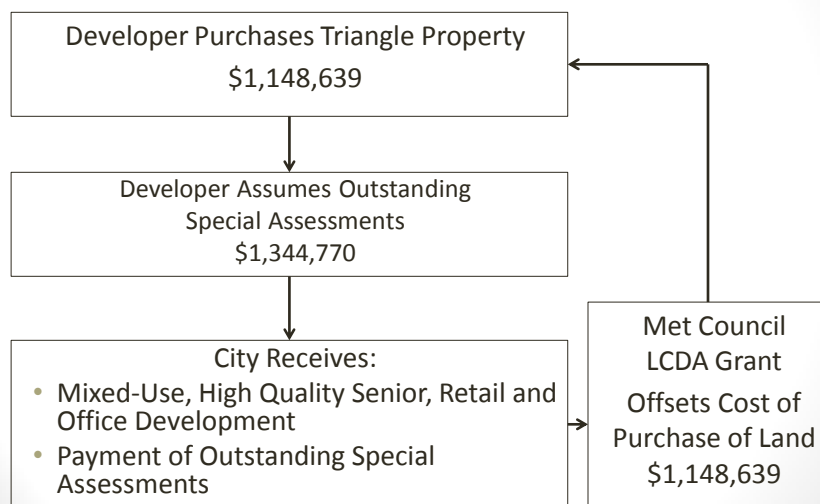 Developer Purchases Triangle Property
$1,148,639
Developer Assumes Outstanding
Special Assessments
$1,344,770
City Receives:
• Mixed-Use, High Quality Senior, Retail and
Office Development
• Payment of Outstanding Special
Assessments
Met Council
LCDA Grant
Offsets Cost of
Purchase of Land
$1,148,639